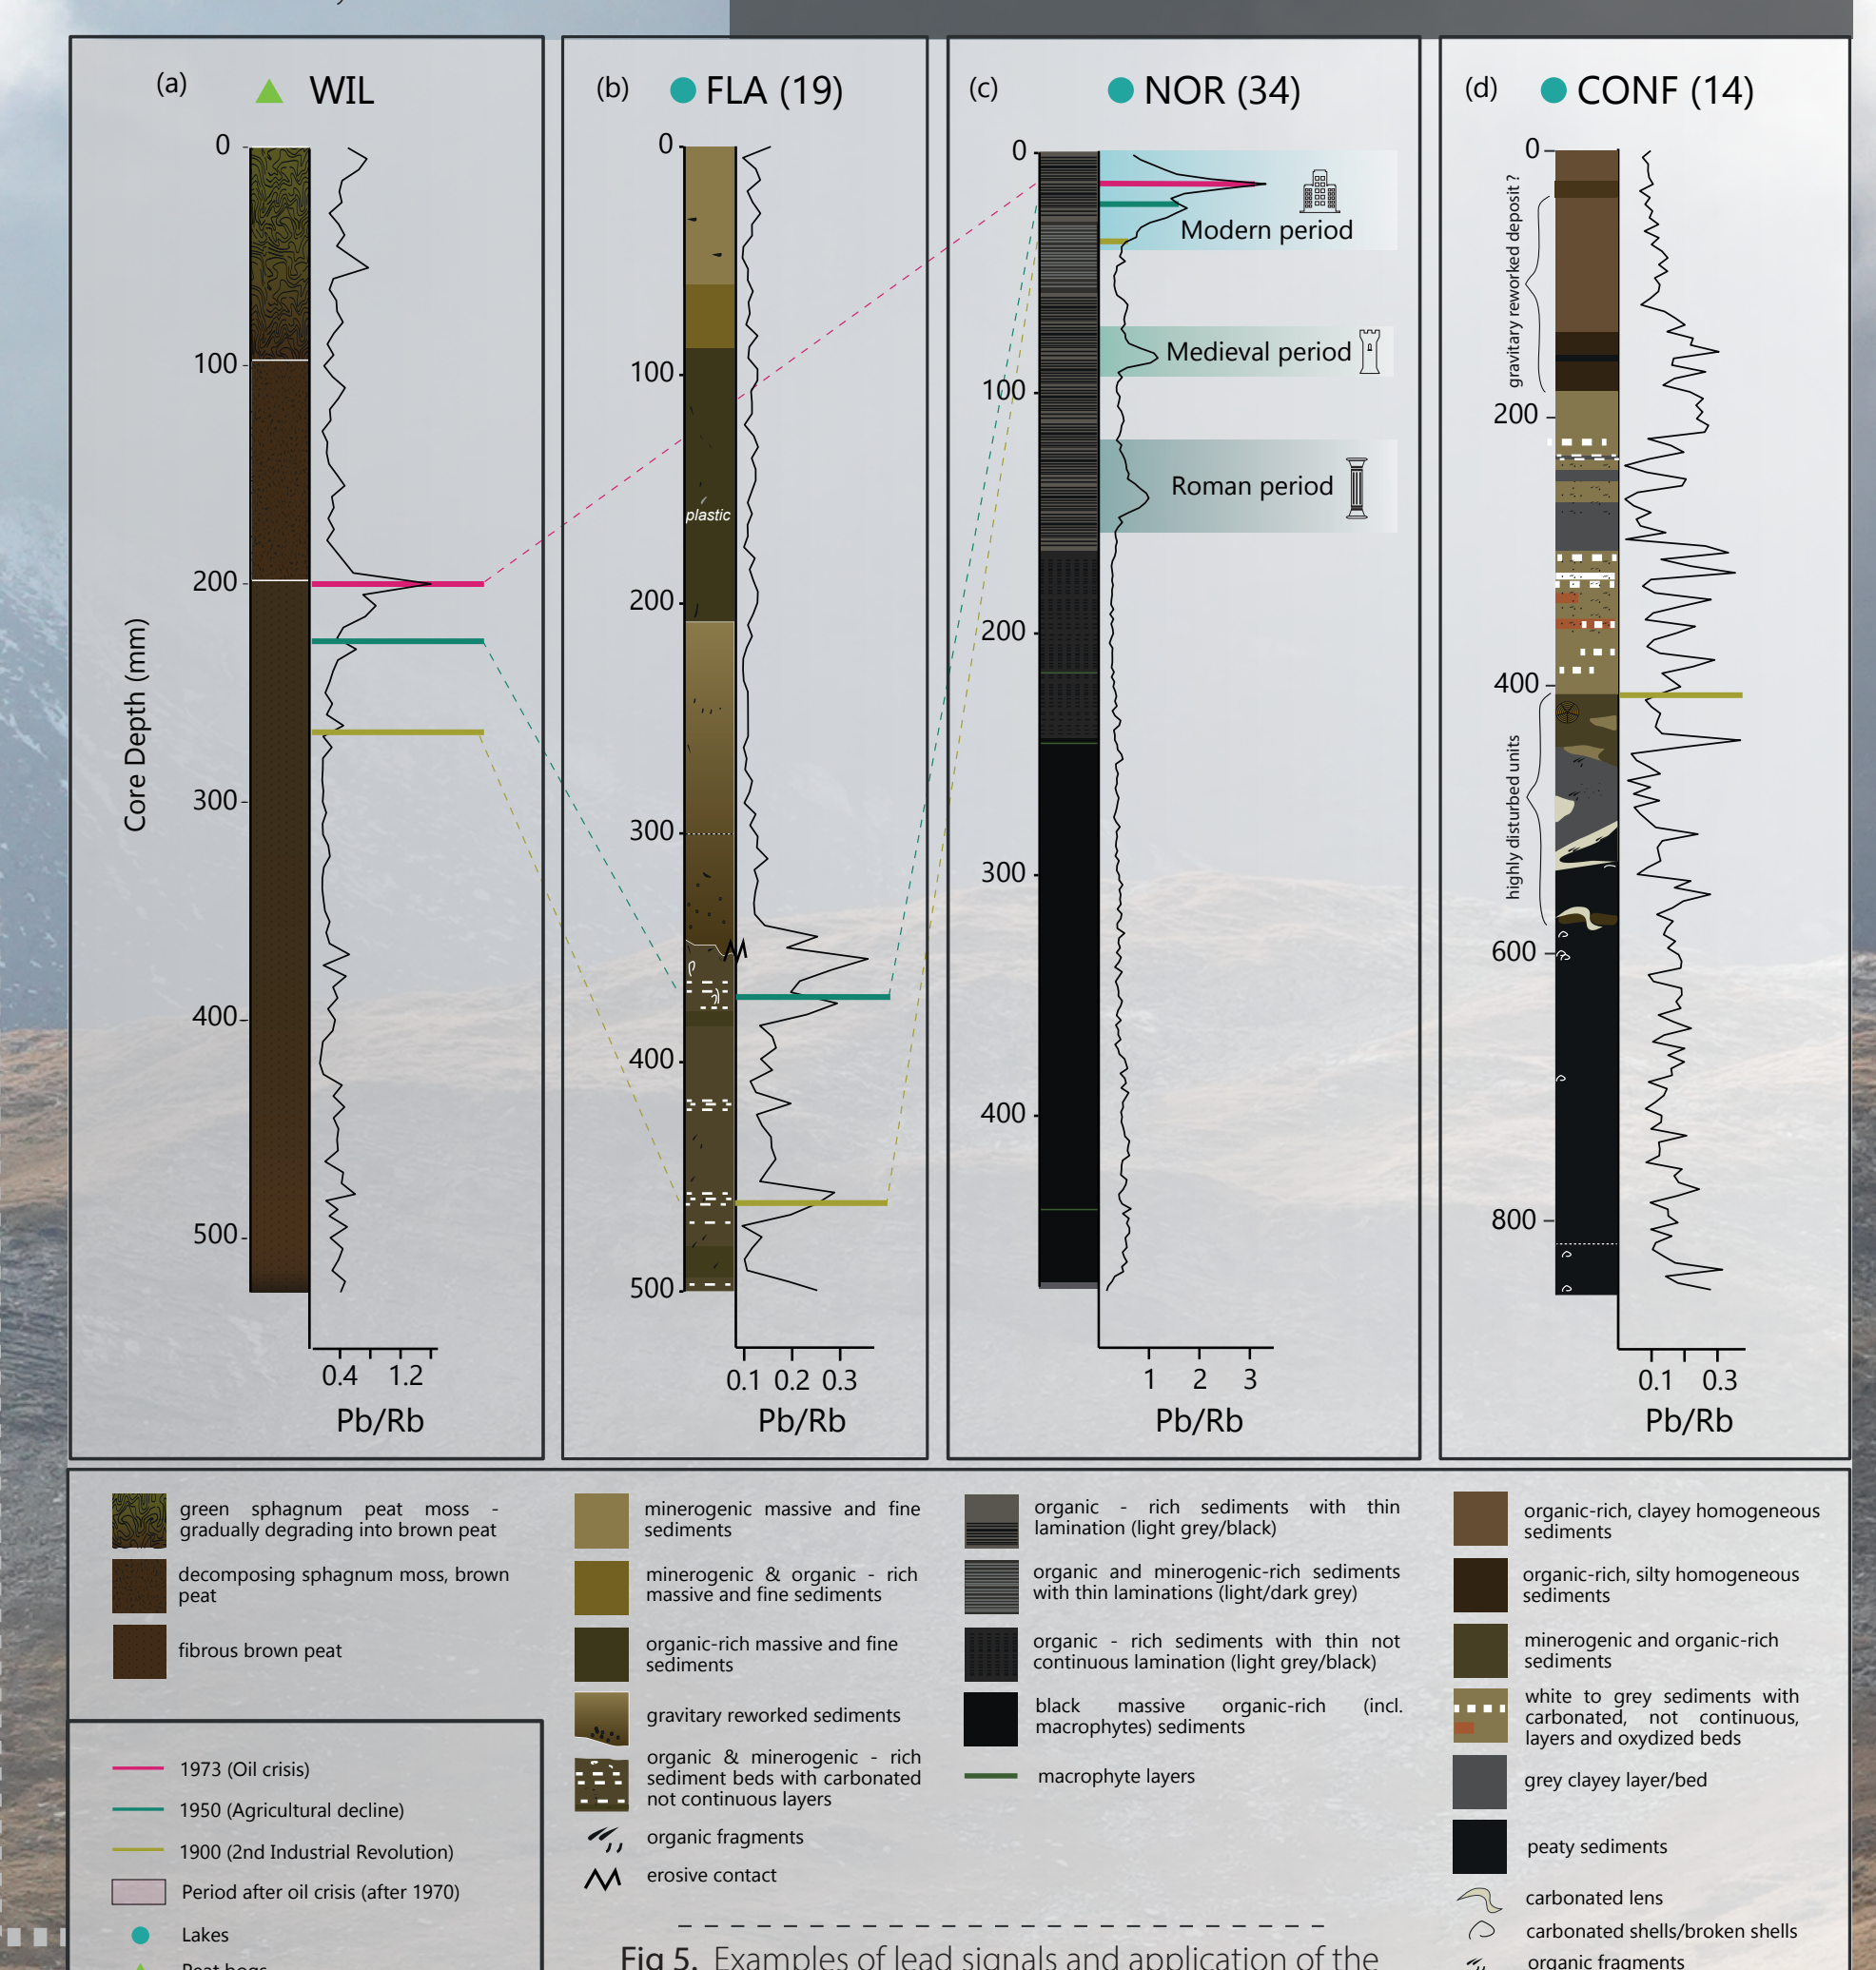 (a) WIL
(b) FLA (19)
(c) NOR (34)
(d) CONF (14)
Core Depth (mm)
0
100
200
300
400
500
0.4 1.2
Pb/Rb
0
100
200
300
400
500
plastic
0.1 0.2 0.3
Pb/Rb
0
100
200
300
400
Modern period
Medieval period
Roman period
1 2 3
Pb/Rb
0
200
400
600
800
gravitary reworked deposit ?
highly disturbed units
0.1 0.3
Pb/Rb
green sphagnum peat moss -
gradually degrading into brown peat
decomposing sphagnum moss, brown
peat
fibrous brown peat
1973 (Oil crisis)
1950 (Agricultural decline)
1900 (2nd Industrial Revolution)
Period after oil crisis (after 1970)
Lakes
Peat bogs
minerogenic massive and fine
sediments
minerogenic & organic - rich
massive and fine sediments
organic-rich massive and fine
sediments
gravitary reworked sediments
organic & minerogenic - rich
sediment beds with carbonated
not continuous layers
organic fragments
erosive contact
organic - rich sediments with thin
lamination (light grey/black)
organic and minerogenic-rich sediments
with thin laminations (light/dark grey)
organic - rich sediments with thin not
continuous lamination (light grey/black)
black massive organic-rich (incl.
macrophytes) sediments
macrophyte layers
organic-rich, clayey homogeneous
sediments
organic-rich, silty homogeneous
sediments
minerogenic and organic-rich
sediments
white to grey sediments with
carbonated, not continuous,
layers and oxydized beds
grey clayey layer/bed
peaty sediments
carbonated lens
carbonated shells/broken shells
organic fragments
Fig 5. Examples of lead signals and application of the